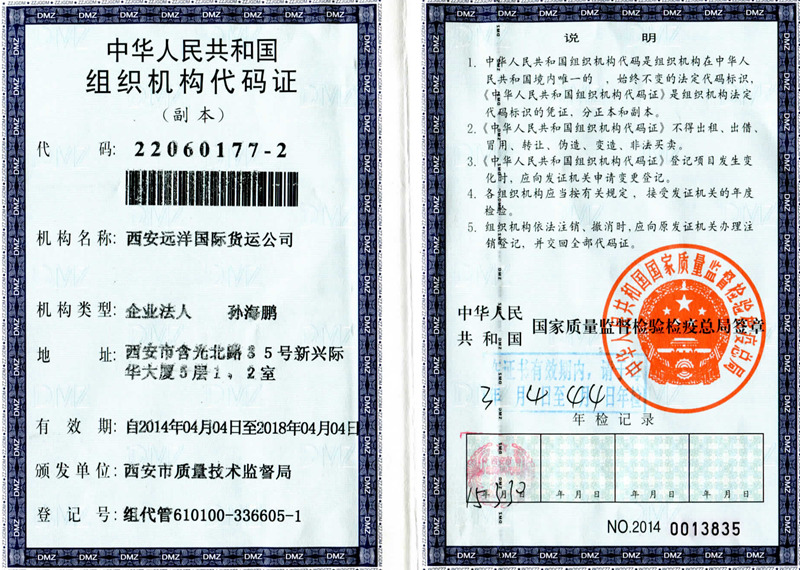 中华人民共和国
组织机构代码证
(副本)
代 码: 22060177-2
机构名称: 西安远洋国际货运公司
机构类型: 企业法人 孙海鹏
地 址: 西安市含光北路35号新兴际
华大厦5层1、2室
有 效 期: 自2014年04月04日至2018年04月04日
颁发单位: 西安市质量技术监督局
登 记 号: 组代管610100-336605-1
说 明
1. 中华人民共和国组织机构代码是组织机构在中华人
民共和国境内唯一的、始终不变的法定代码标识,
《中华人民共和国组织机构代码证》是组织机构法定
代码标识的凭证,分正本和副本。
2.《中华人民共和国组织机构代码证》不得出租、出借、
冒用、转让、伪造、变造、非法买卖。
3.《中华人民共和国组织机构代码证》登记项目发生变
化时,应向发证机关申请变更登记。
4. 各组织机构应当按有关规定,接受发证机关的年度
检验。
5. 组织机构依法注销、撤消时,应向原发证机关办理注
销登记,并交回全部代码证。
中华人民
共和国
国家质量监督检验检疫总局签章
中华人民共和国国家质量监督检验检疫总局
证书有效期内,请
年检记录
年 月 日
年 月 日
年 月 日
年 月 日
NO.2014 0013835